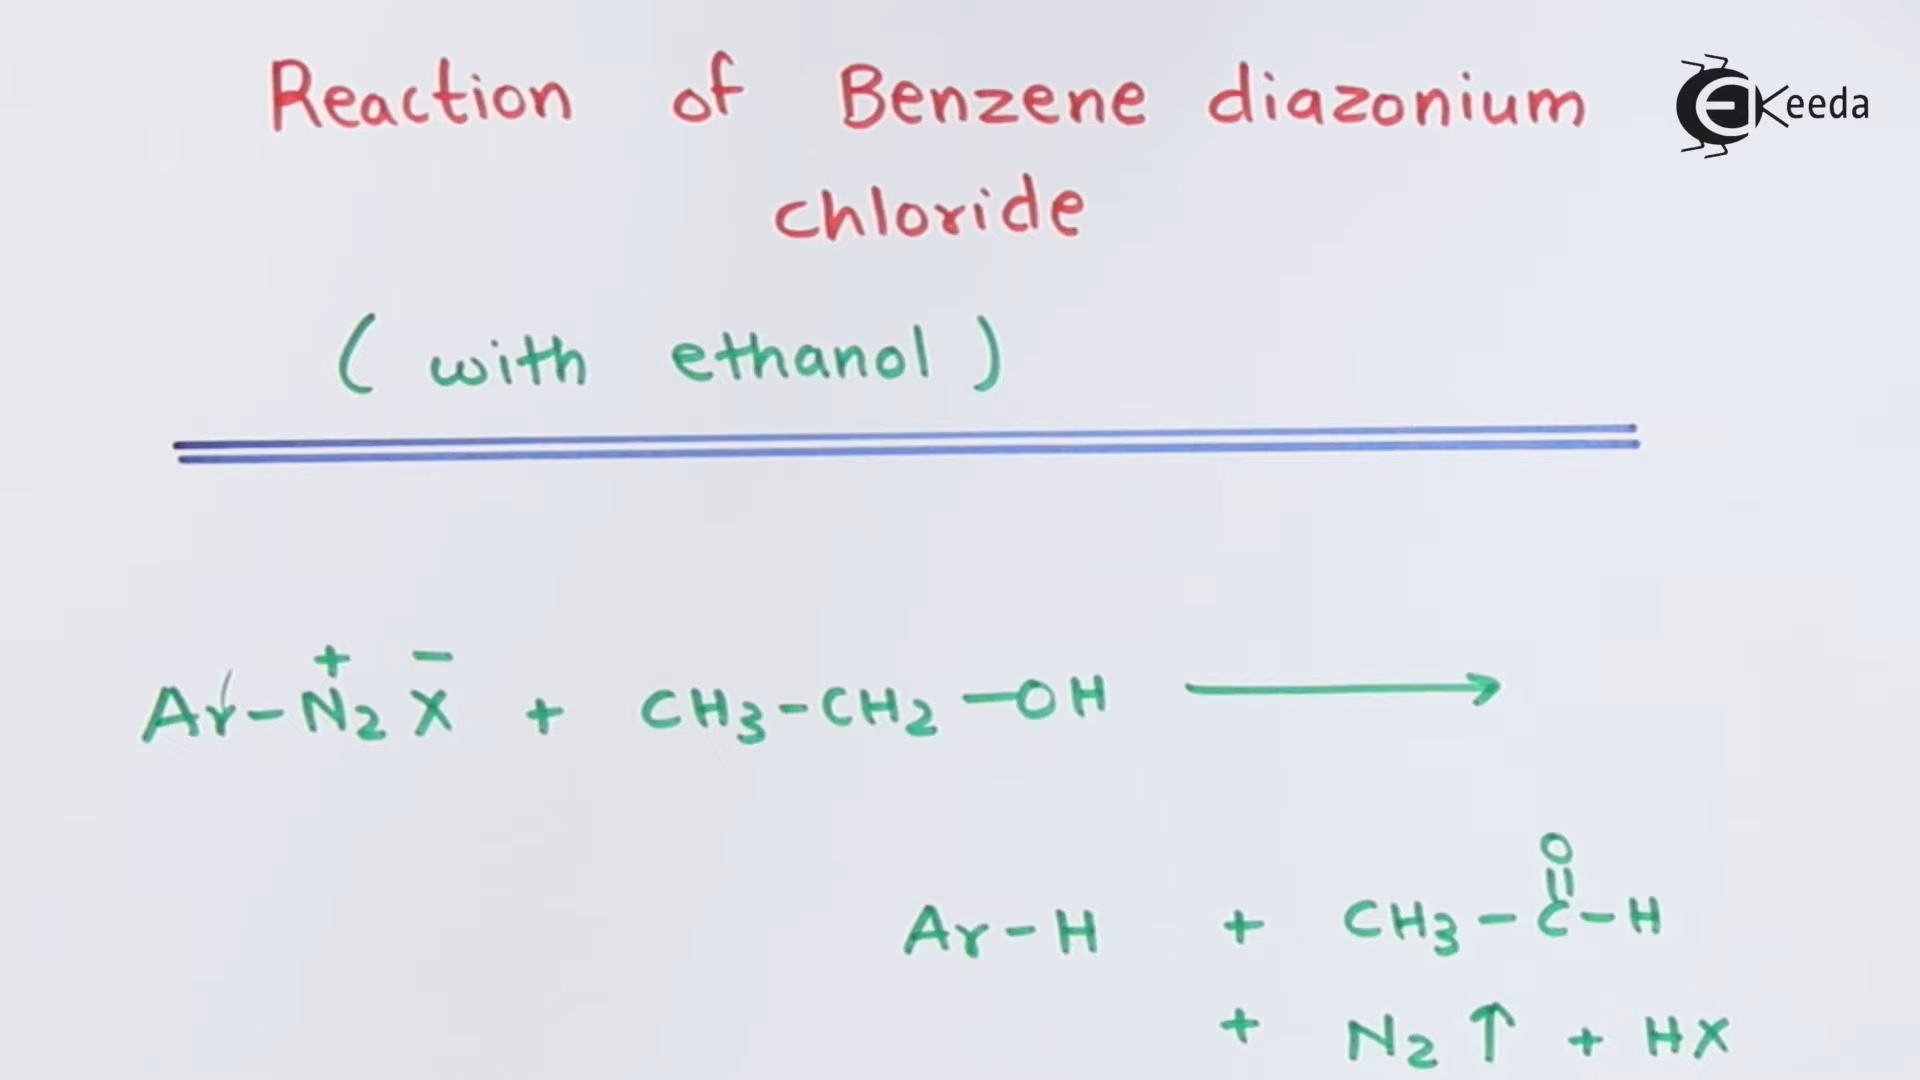 Reaction of Benzene diazonium
chloride
Keeda
( with ethanol )
Ar-N₂⁺ X⁻ + CH₃-CH₂-OH ⟶
O
Ar-H + CH₃-C-H
+ N₂ ↑ + HX